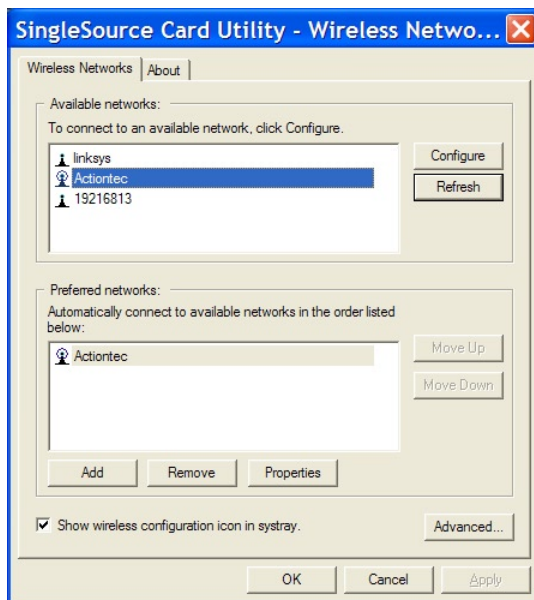 SingleSource Card Utility - Wireless Netwo...
Wireless Networks About
Available networks:
To connect to an available network, click Configure.
linksys
Actiontec
19216813
Configure
Refresh
Preferred networks:
Automatically connect to available networks in the order listed
below:
Actiontec
Move Up
Move Down
Add Remove Properties
Show wireless configuration icon in systray.
Advanced...
OK Cancel Apply